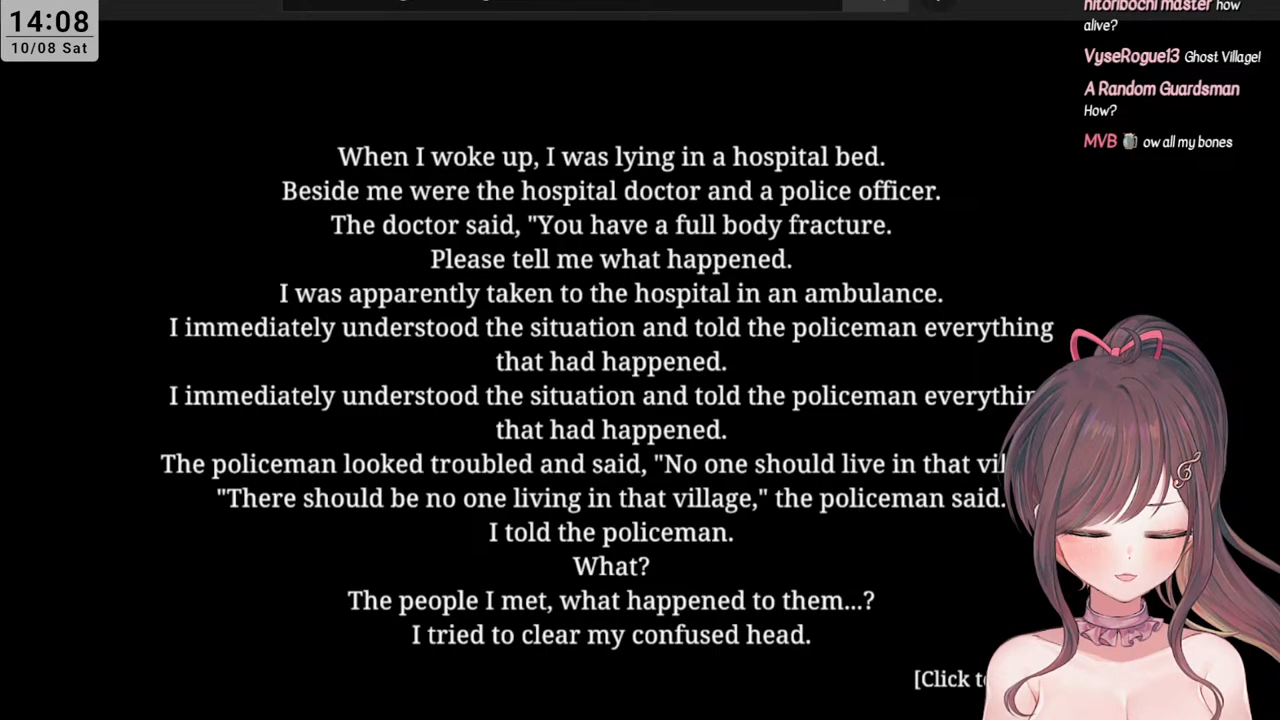 14:08
10/08 Sat
hitoribochi master how
alive?
VyseRogue13 Ghost Village!
A Random Guardsman
How?
MVB ow all my bones
When I woke up, I was lying in a hospital bed.
Beside me were the hospital doctor and a police officer.
The doctor said, "You have a full body fracture.
Please tell me what happened.
I was apparently taken to the hospital in an ambulance.
I immediately understood the situation and told the policeman everything
that had happened.
I immediately understood the situation and told the policeman everythin
that had happened.
The policeman looked troubled and said, "No one should live in that vil
"There should be no one living in that village," the policeman said.
I told the policeman.
What?
The people I met, what happened to them...?
I tried to clear my confused head.
[Click t